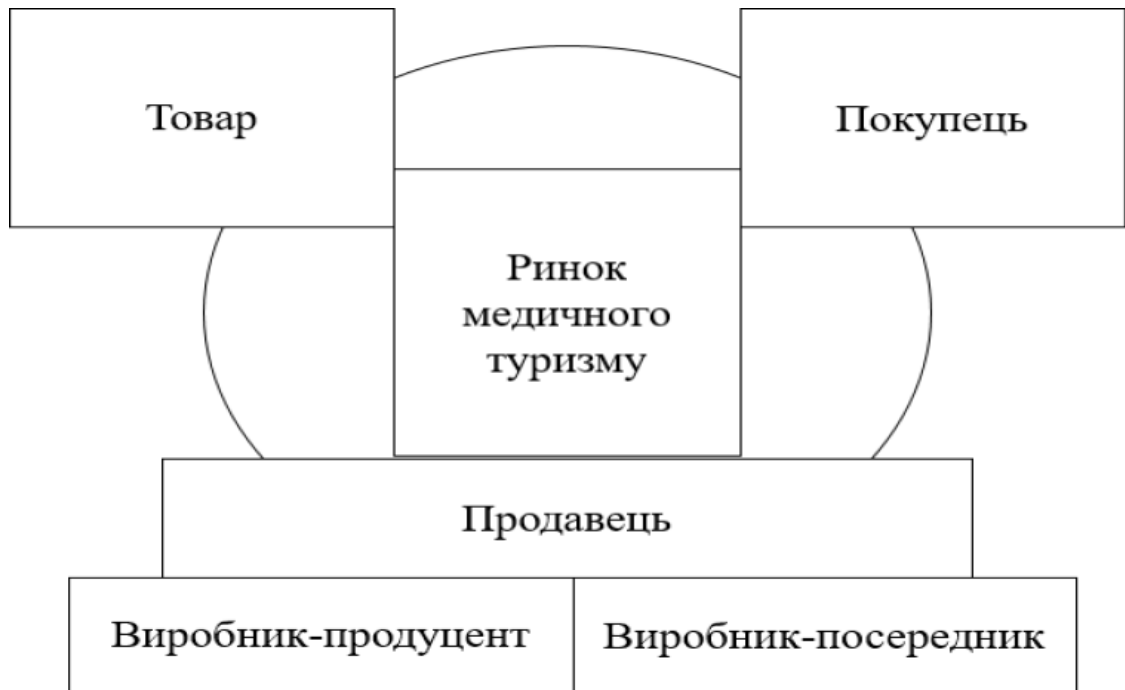 Товар
Покупець
Ринок
медичного
туризму
Продавець
Виробник-продуцент
Виробник-посередник